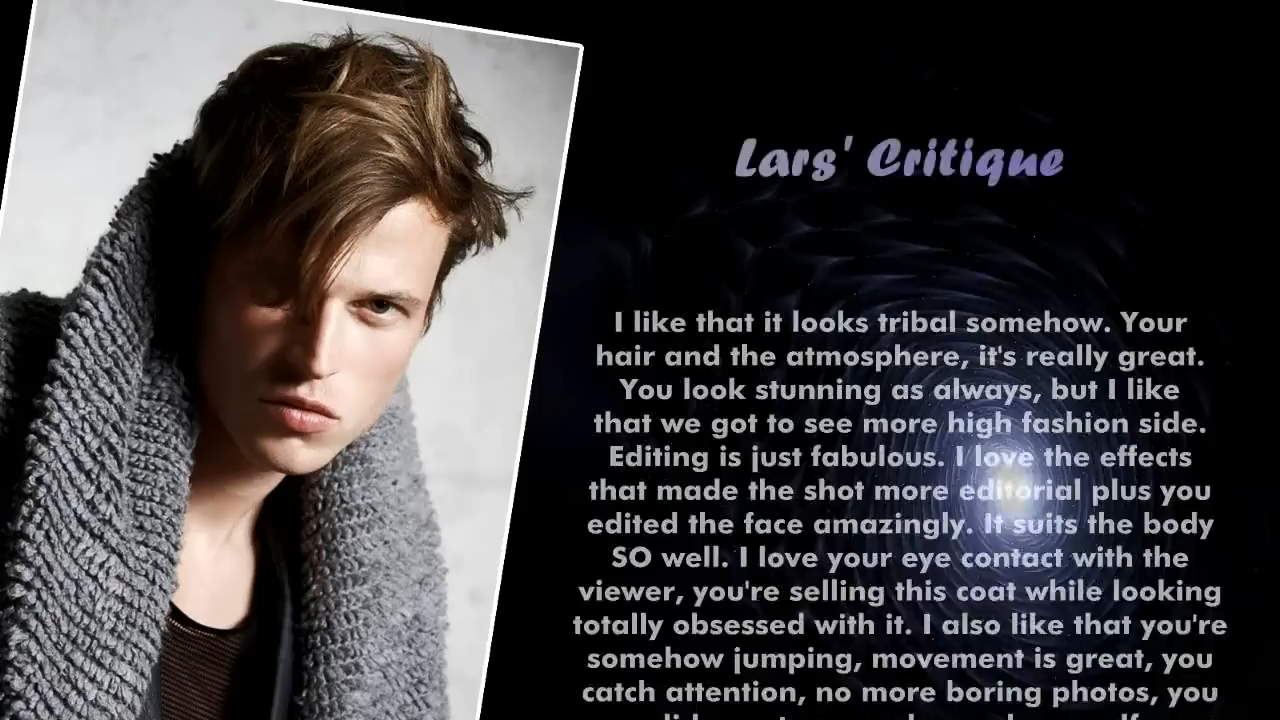 Lars' Critique
I like that it looks tribal somehow. Your
hair and the atmosphere, it's really great.
You look stunning as always, but I like
that we got to see more high fashion side.
Editing is just fabulous. I love the effects
that made the shot more editorial plus you
edited the face amazingly. It suits the body
SO well. I love your eye contact with the
viewer, you're selling this coat while looking
totally obsessed with it. I also like that you're
somehow jumping, movement is great, you
catch attention, no more boring photos, you